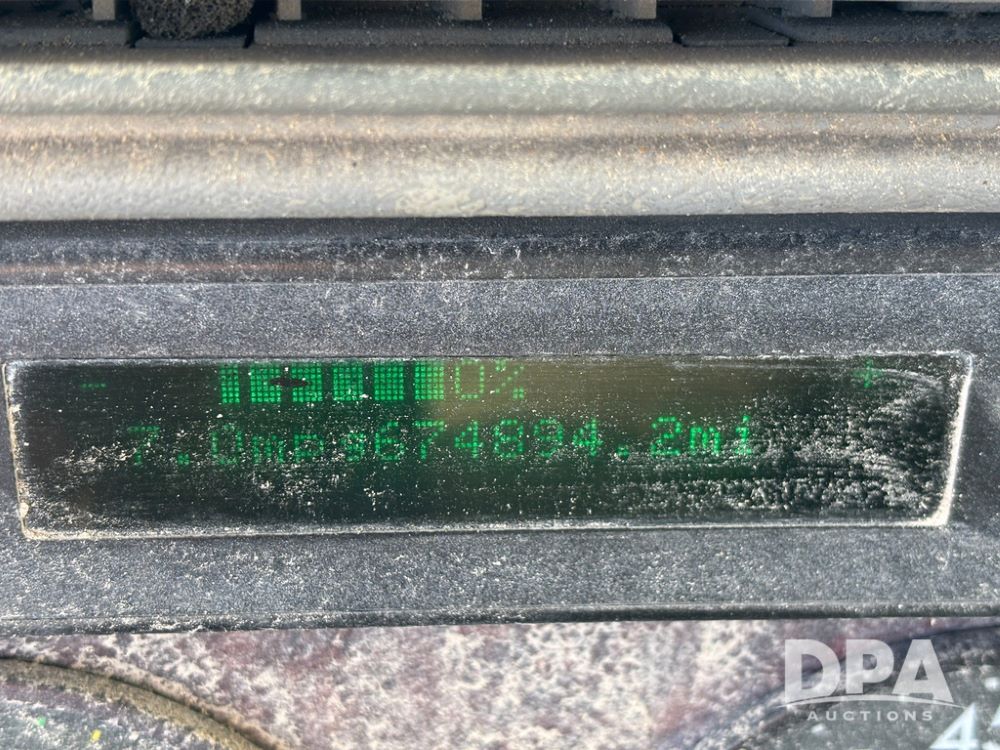 - 0% +
7.0mpg674894.2mi
DPA
AUCTIONS